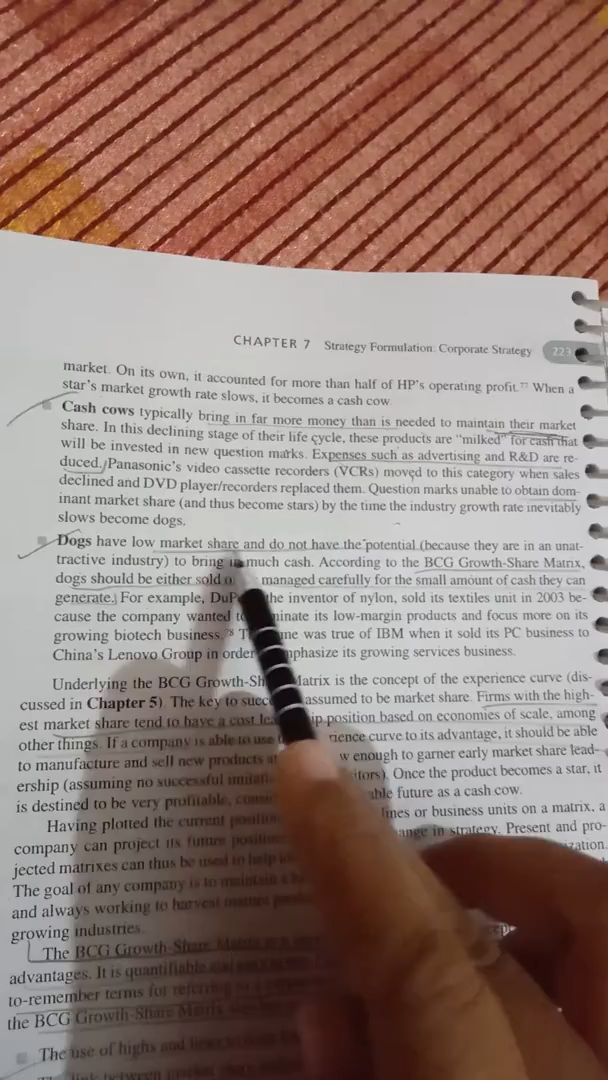 CHAPTER 7 Strategy Formulation: Corporate Strategy 223
market. On its own, it accounted for more than half of HP's operating profit.77 When a
star's market growth rate slows, it becomes a cash cow
Cash cows typically bring in far more money than is needed to maintain their market
share. In this declining stage of their life cycle, these products are "milked" for cash that
will be invested in new question marks. Expenses such as advertising and R&D are re-
duced. Panasonic's video cassette recorders (VCRs) moved to this category when sales
declined and DVD player/recorders replaced them. Question marks unable to obtain dom-
inant market share (and thus become stars) by the time the industry growth rate inevitably
slows become dogs.
Dogs have low market share and do not have the potential (because they are in an unat-
tractive industry) to bring in much cash. According to the BCG Growth-Share Matrix,
dogs should be either sold o managed carefully for the small amount of cash they can
generate. For example, DuP the inventor of nylon, sold its textiles unit in 2003 be-
cause the company wanted t minate its low-margin products and focus more on its
growing biotech business.78 T me was true of IBM when it sold its PC business to
China's Lenovo Group in order mphasize its growing services business.
Underlying the BCG Growth-Sh Matrix is the concept of the experience curve (dis-
cussed in Chapter 5). The key to succ assumed to be market share. Firms with the high-
est market share tend to have a cost lea ip position based on economies of scale, among
other things. If a company is able to use rience curve to its advantage, it should be able
to manufacture and sell new products a w enough to garner early market share lead-
ership (assuming no successful imitati itors). Once the product becomes a star, it
is destined to be very profitable, cons able future as a cash cow.
Having plotted the current positio lines or business units on a matrix, a
company can project its future positio ange in strategy. Present and pro-
jected matrixes can thus be used to help i ization.
The goal of any company is to maintain a ba
and always working to harvest mature prod
growing industries.
The BCG Growth-Share Matrix is a
advantages. It is quantifiable and
to-remember terms for referring to
the BCG Growth-Share Matrix
The use of highs and lows to
link between market share